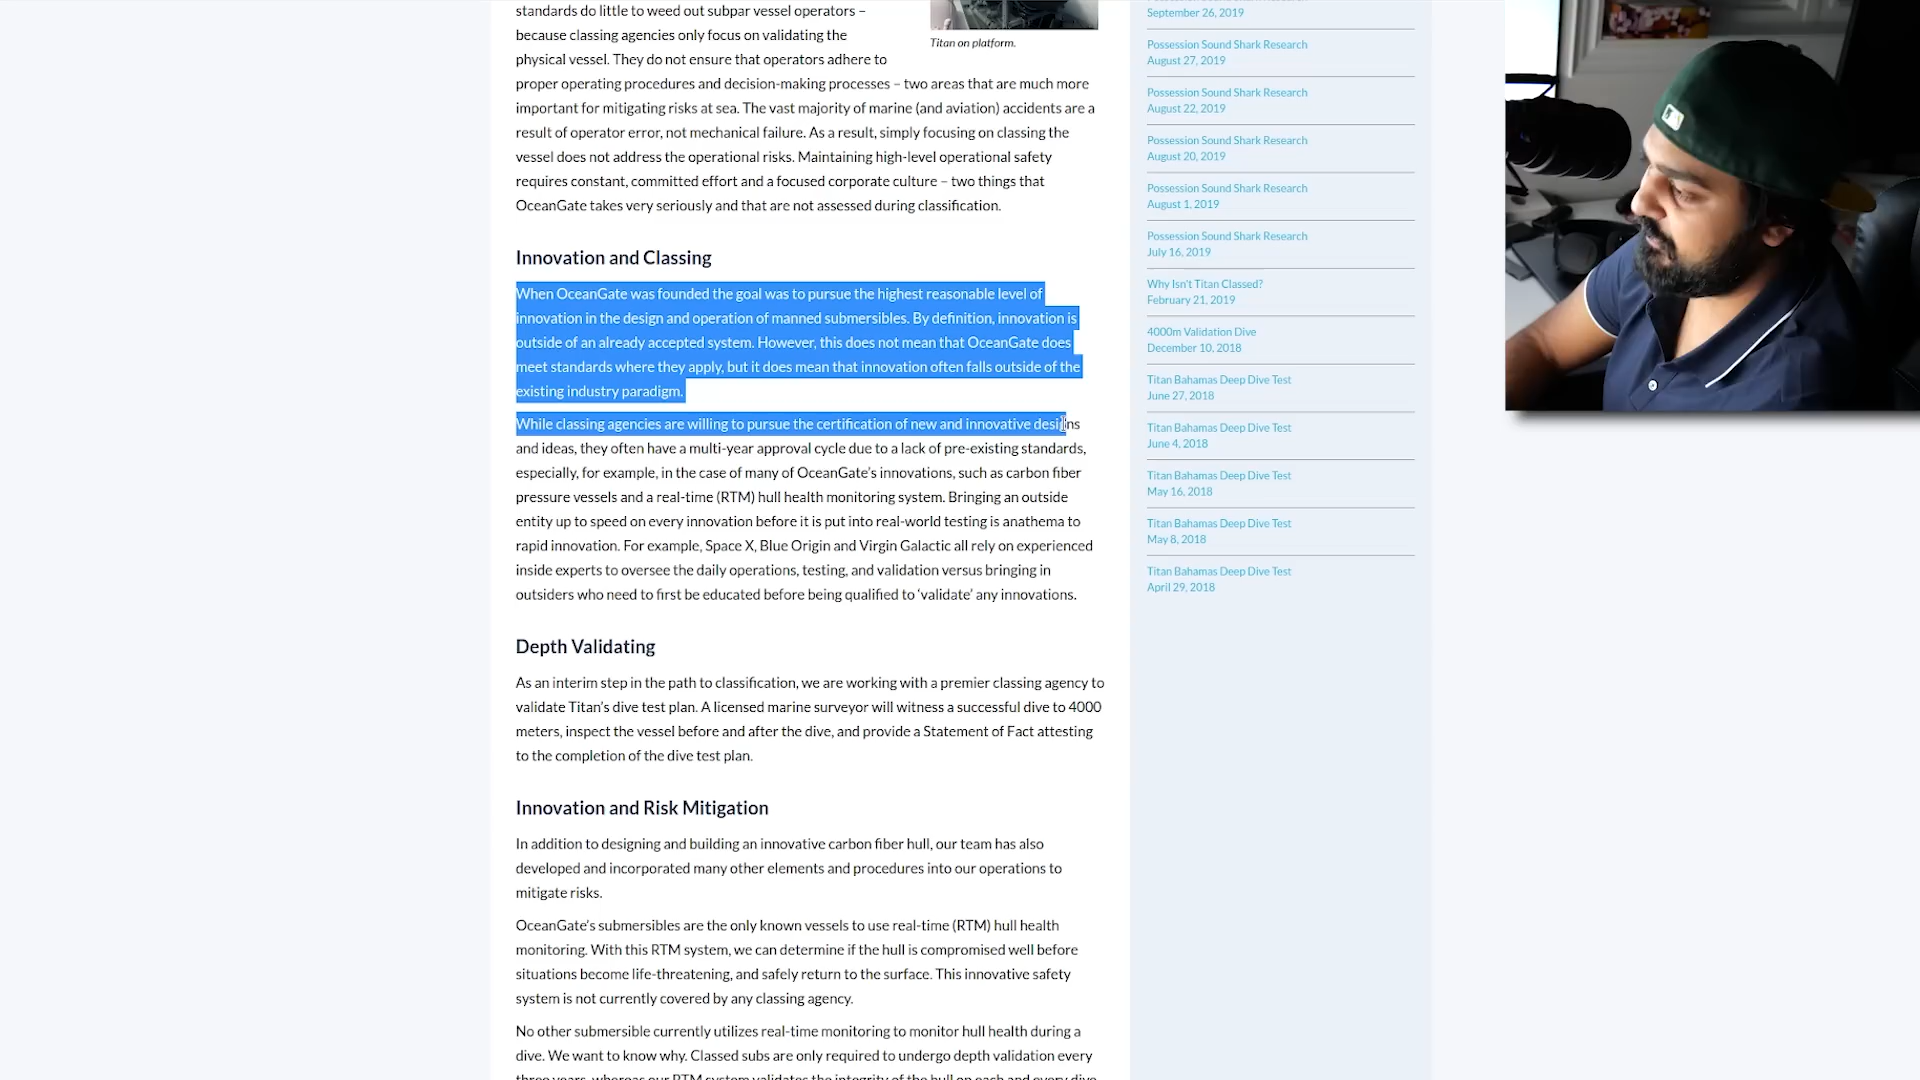 standards do little to weed out subpar vessel operators –
because classing agencies only focus on validating the
physical vessel. They do not ensure that operators adhere to
proper operating procedures and decision-making processes – two areas that are much more
important for mitigating risks at sea. The vast majority of marine (and aviation) accidents are a
result of operator error, not mechanical failure. As a result, simply focusing on classing the
vessel does not address the operational risks. Maintaining high-level operational safety
requires constant, committed effort and a focused corporate culture – two things that
OceanGate takes very seriously and that are not assessed during classification.
Titan on platform.
Innovation and Classing
When OceanGate was founded the goal was to pursue the highest reasonable level of
innovation in the design and operation of manned submersibles. By definition, innovation is
outside of an already accepted system. However, this does not mean that OceanGate does
meet standards where they apply, but it does mean that innovation often falls outside of the
existing industry paradigm.
While classing agencies are willing to pursue the certification of new and innovative designs
and ideas, they often have a multi-year approval cycle due to a lack of pre-existing standards,
especially, for example, in the case of many of OceanGate’s innovations, such as carbon fiber
pressure vessels and a real-time (RTM) hull health monitoring system. Bringing an outside
entity up to speed on every innovation before it is put into real-world testing is anathema to
rapid innovation. For example, Space X, Blue Origin and Virgin Galactic all rely on experienced
inside experts to oversee the daily operations, testing, and validation versus bringing in
outsiders who need to first be educated before being qualified to ‘validate’ any innovations.
Depth Validating
As an interim step in the path to classification, we are working with a premier classing agency to
validate Titan’s dive test plan. A licensed marine surveyor will witness a successful dive to 4000
meters, inspect the vessel before and after the dive, and provide a Statement of Fact attesting
to the completion of the dive test plan.
Innovation and Risk Mitigation
In addition to designing and building an innovative carbon fiber hull, our team has also
developed and incorporated many other elements and procedures into our operations to
mitigate risks.
OceanGate’s submersibles are the only known vessels to use real-time (RTM) hull health
monitoring. With this RTM system, we can determine if the hull is compromised well before
situations become life-threatening, and safely return to the surface. This innovative safety
system is not currently covered by any classing agency.
No other submersible currently utilizes real-time monitoring to monitor hull health during a
dive. We want to know why. Classed subs are only required to undergo depth validation every
three years, whereas our RTM system validates the integrity of the hull on each and every dive
Possession Sound Shark Research
September 26, 2019
Possession Sound Shark Research
August 27, 2019
Possession Sound Shark Research
August 22, 2019
Possession Sound Shark Research
August 20, 2019
Possession Sound Shark Research
August 1, 2019
Possession Sound Shark Research
July 16, 2019
Why Isn't Titan Classed?
February 21, 2019
4000m Validation Dive
December 10, 2018
Titan Bahamas Deep Dive Test
June 27, 2018
Titan Bahamas Deep Dive Test
June 4, 2018
Titan Bahamas Deep Dive Test
May 16, 2018
Titan Bahamas Deep Dive Test
May 8, 2018
Titan Bahamas Deep Dive Test
April 29, 2018